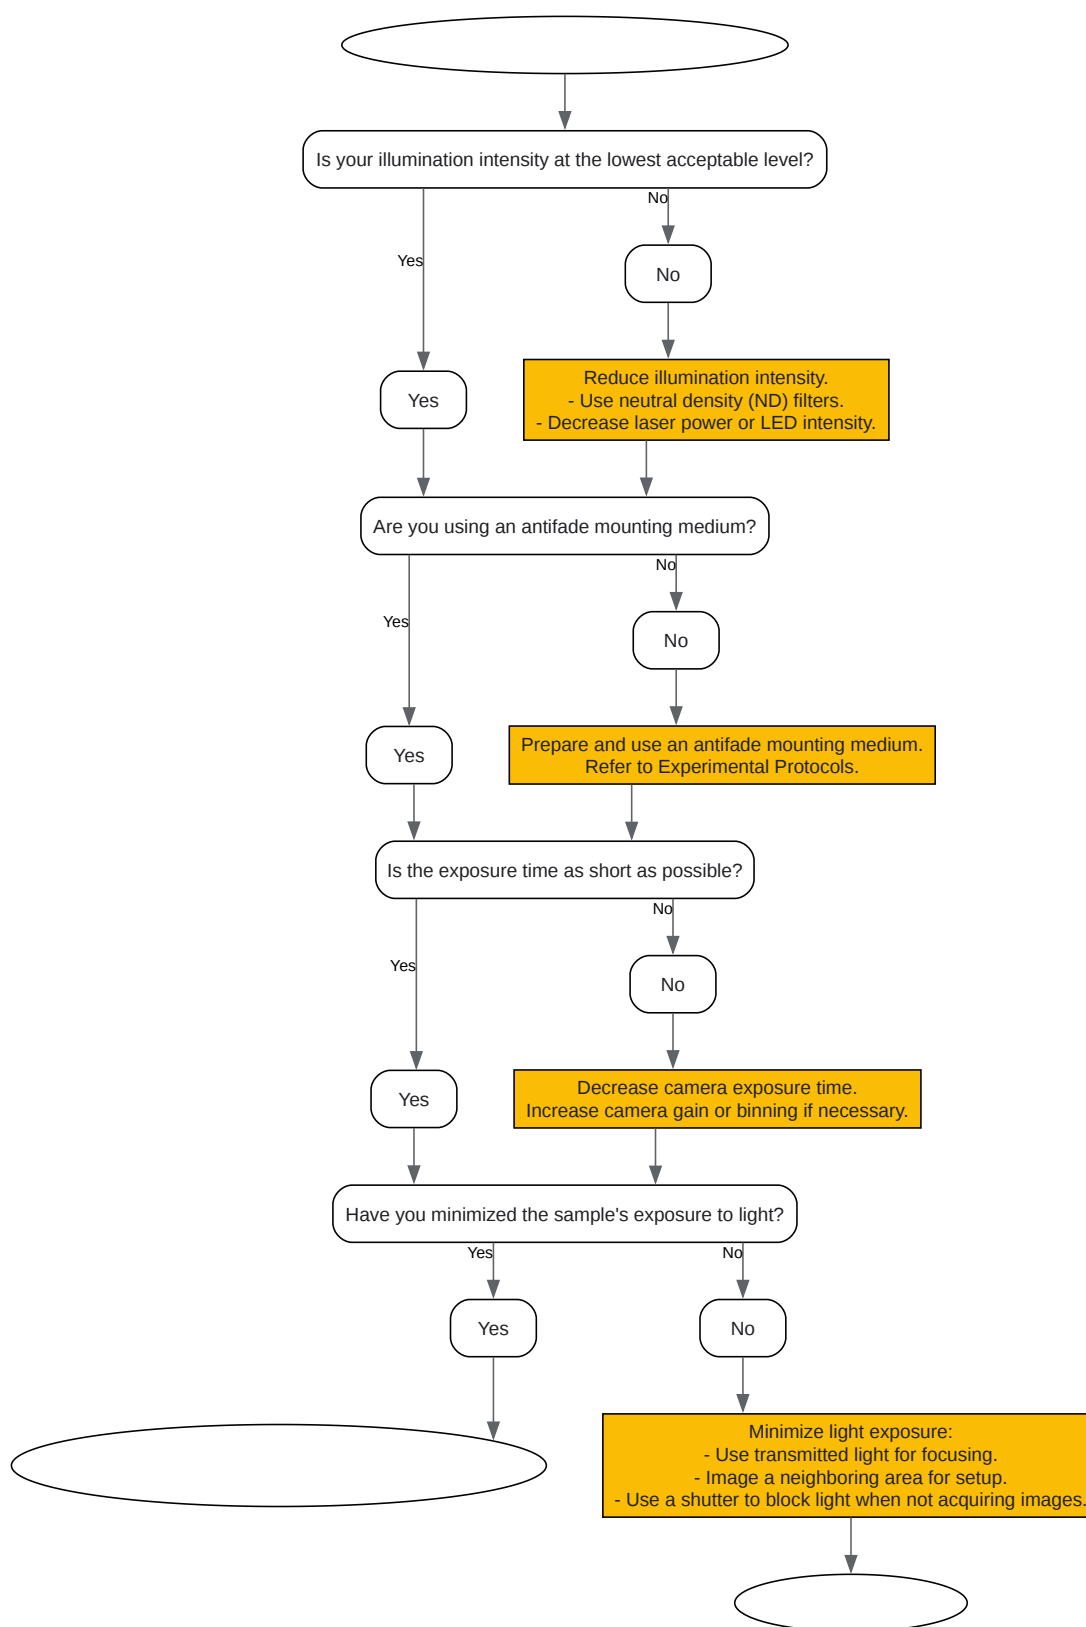 Is your illumination intensity at the lowest acceptable level?
No
Yes
No
Reduce illumination intensity.
- Use neutral density (ND) filters.
- Decrease laser power or LED intensity.
Yes
Are you using an antifade mounting medium?
No
Yes
No
Prepare and use an antifade mounting medium.
Refer to Experimental Protocols.
Yes
Is the exposure time as short as possible?
No
Yes
No
Decrease camera exposure time.
Increase camera gain or binning if necessary.
Yes
Have you minimized the sample's exposure to light?
Yes
No
Yes
No
Minimize light exposure:
- Use transmitted light for focusing.
- Image a neighboring area for setup.
- Use a shutter to block light when not acquiring images.